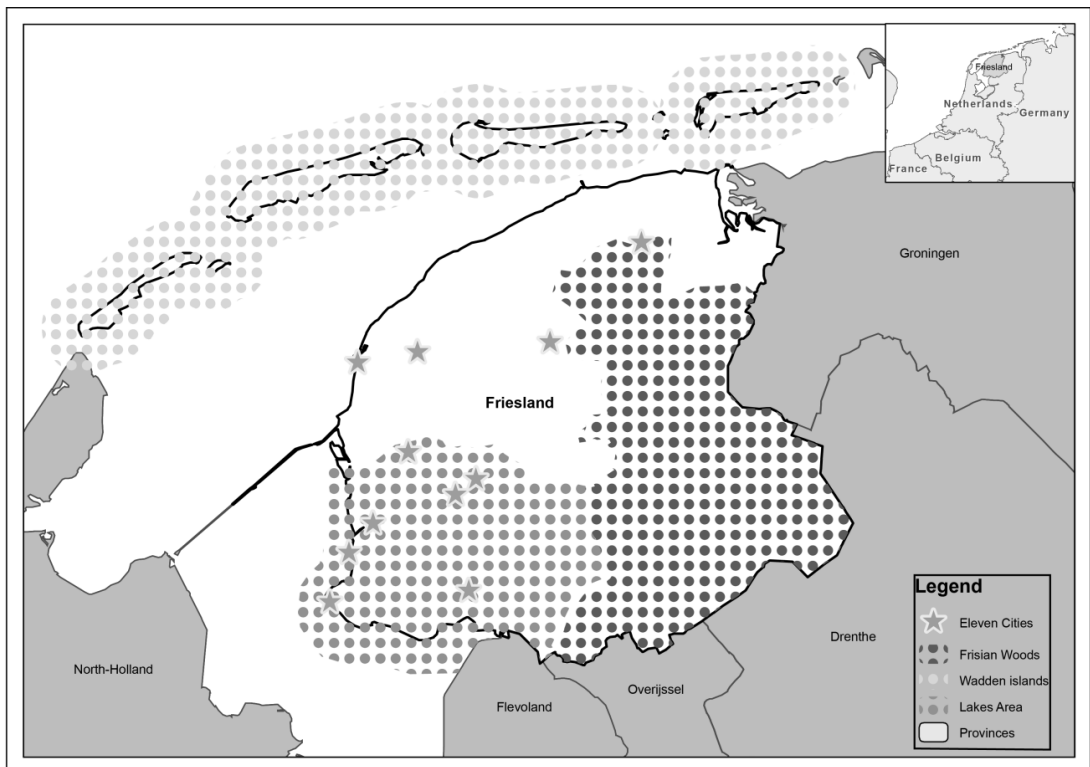 Friesland
Netherlands
Germany
Belgium
France
Groningen
Friesland
Legend
Eleven Cities
Frisian Woods
Wadden islands
Lakes Area
Provinces
Drenthe
North-Holland
Overijssel
Flevoland